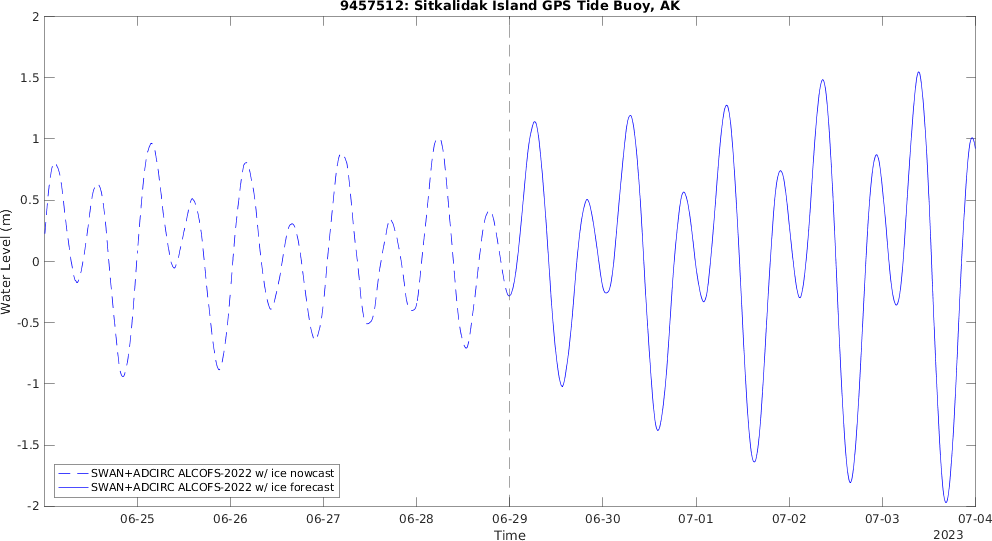 9457512: Sitkalidak Island GPS Tide Buoy, AK
2
1.5
1
0.5
0
-0.5
-1
-1.5
-2
Water Level (m)
SWAN+ADCIRC ALCOFS-2022 w/ ice nowcast
SWAN+ADCIRC ALCOFS-2022 w/ ice forecast
06-25 06-26 06-27 06-28 06-29 06-30 07-01 07-02 07-03 07-04
Time
2023